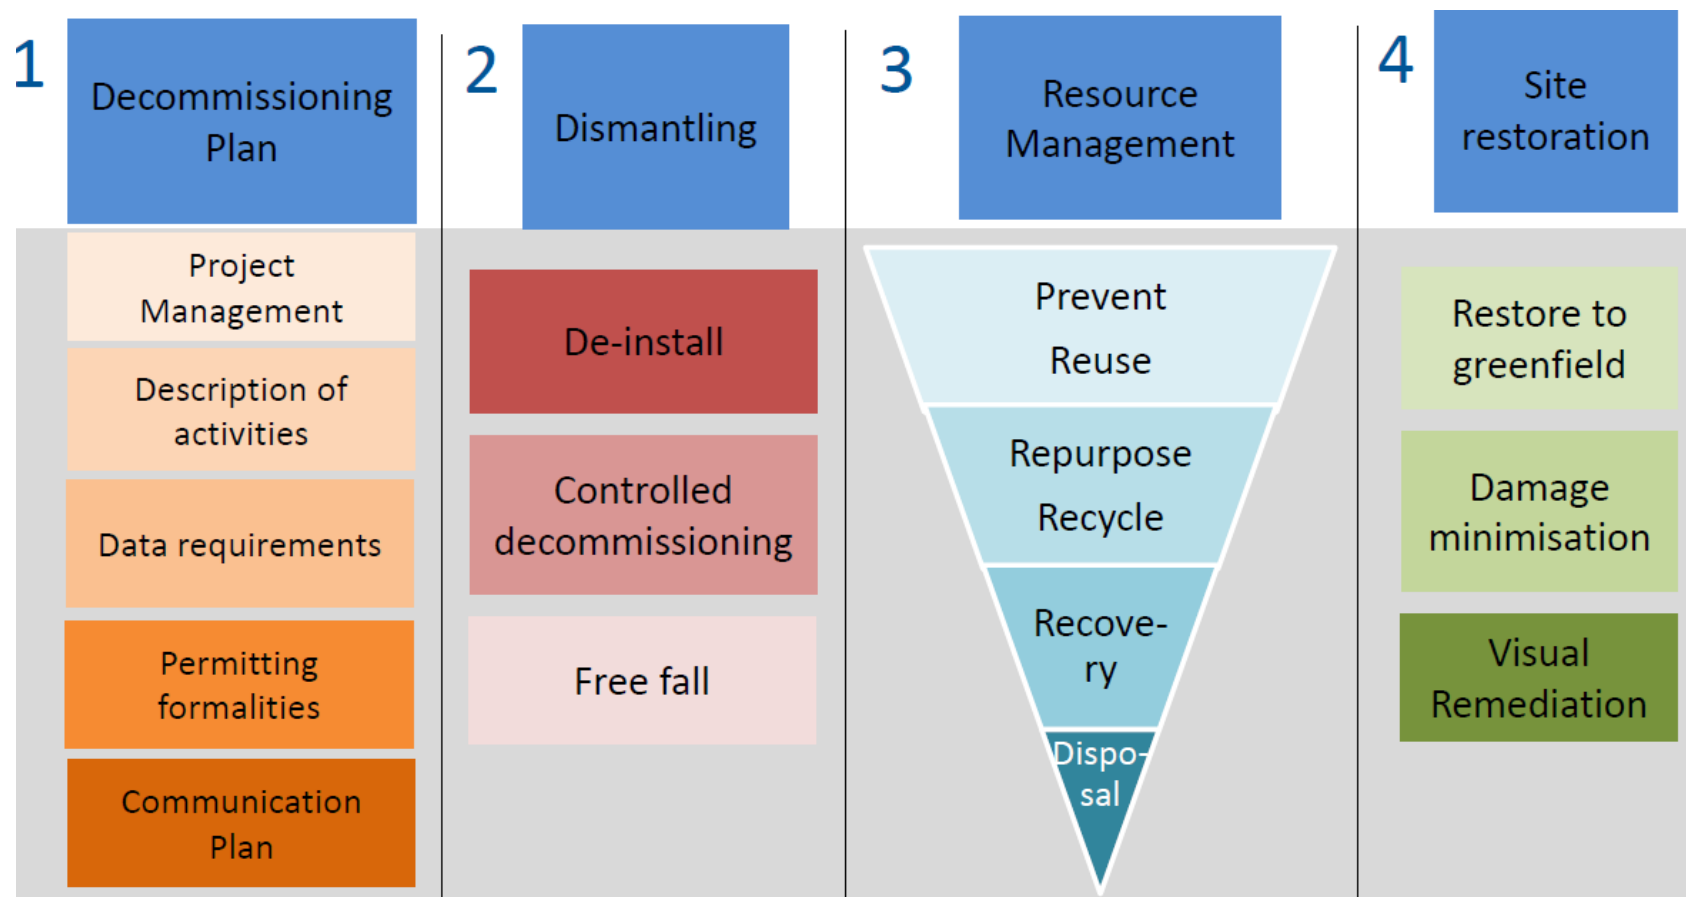 1
Decommissioning
Plan
Project
Management
Description of
activities
Data requirements
Permitting
formalities
Communication
Plan
2
Dismantling
De-install
Controlled
decommissioning
Free fall
3
Resource
Management
Prevent
Reuse
Repurpose
Recycle
Recove-
ry
Dispo-
sal
4
Site
restoration
Restore to
greenfield
Damage
minimisation
Visual
Remediation